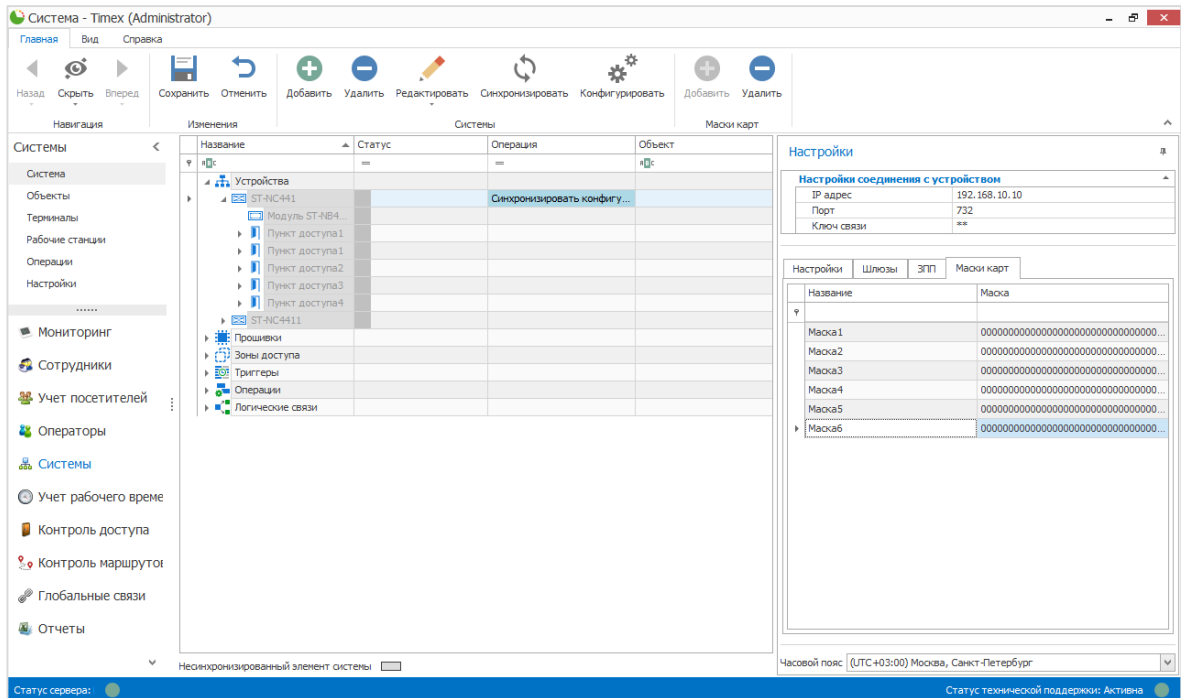 Система - Timex (Administrator)
Главная Вид Справка
Назад Скрыть Вперед Сохранить Отменить Добавить Удалить Редактировать Синхронизировать Конфигурировать Добавить Удалить
Навигация Изменения Системы Маски карт
Системы
Система
Объекты
Терминалы
Рабочие станции
Операции
Настройки
Мониторинг
Сотрудники
Учет посетителей
Операторы
Системы
Учет рабочего време
Контроль доступа
Контроль маршрутов
Глобальные связи
Отчеты
Название Статус Операция Объект
= =
Устройства
ST-NC441 Синхронизировать конфигу...
Модуль ST-NB4...
Пункт доступа1
Пункт доступа1
Пункт доступа2
Пункт доступа3
Пункт доступа4
ST-NC4411
Прошивки
Зоны доступа
Триггеры
Операции
Логические связи
Несинхронизированный элемент системы
Настройки
Настройки соединения с устройством
IP адрес 192.168.10.10
Порт 732
Ключ связи **
Настройки Шлюзы ЗПП Маски карт
Название Маска
Маска1 00000000000000000000000000000000...
Маска2 00000000000000000000000000000000...
Маска3 00000000000000000000000000000000...
Маска4 00000000000000000000000000000000...
Маска5 00000000000000000000000000000000...
Маска6 00000000000000000000000000000000...
Часовой пояс (UTC+03:00) Москва, Санкт-Петербург
Статус сервера: Статус технической поддержки: Активна